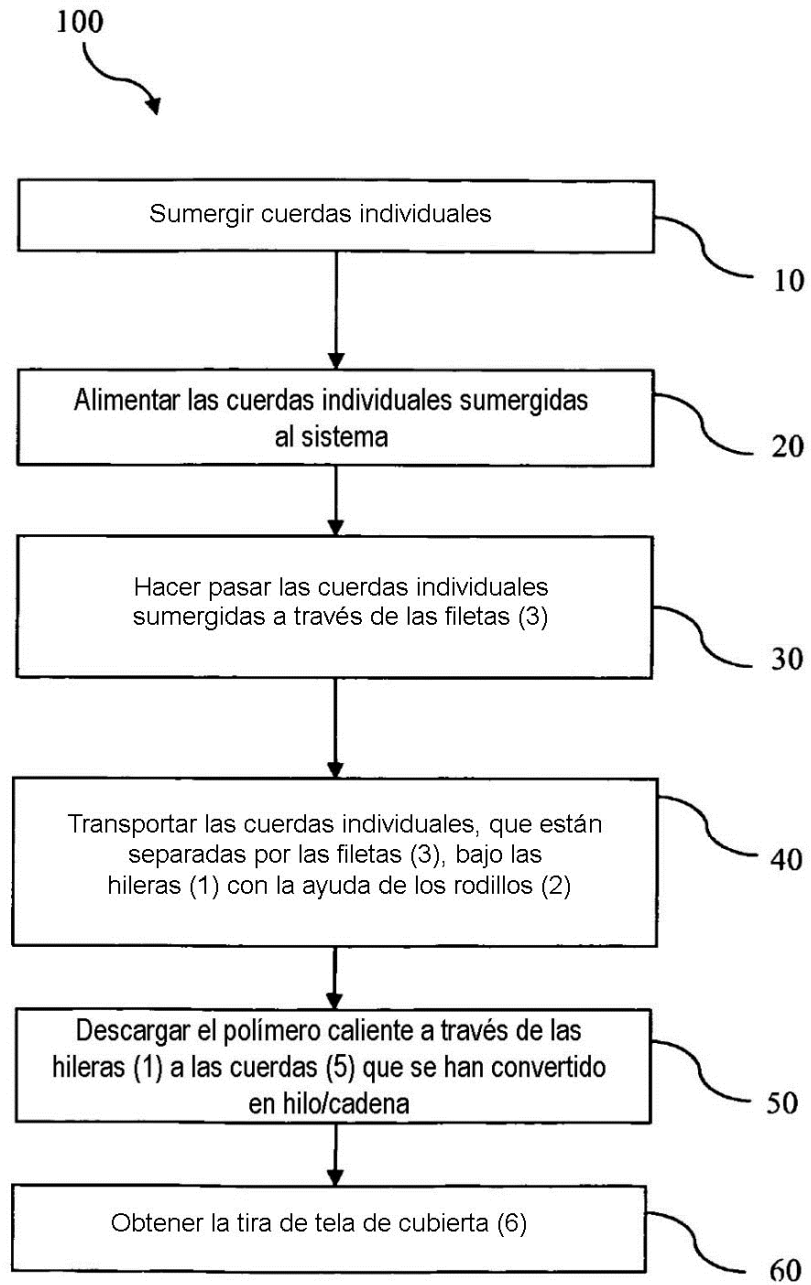 100
Sumergir cuerdas individuales
10
Alimentar las cuerdas individuales sumergidas
al sistema
20
Hacer pasar las cuerdas individuales
sumergidas a través de las filetas (3)
30
Transportar las cuerdas individuales, que están
separadas por las filetas (3), bajo las
hileras (1) con la ayuda de los rodillos (2)
40
Descargar el polímero caliente a través de las
hileras (1) a las cuerdas (5) que se han convertido
en hilo/cadena
50
Obtener la tira de tela de cubierta (6)
60